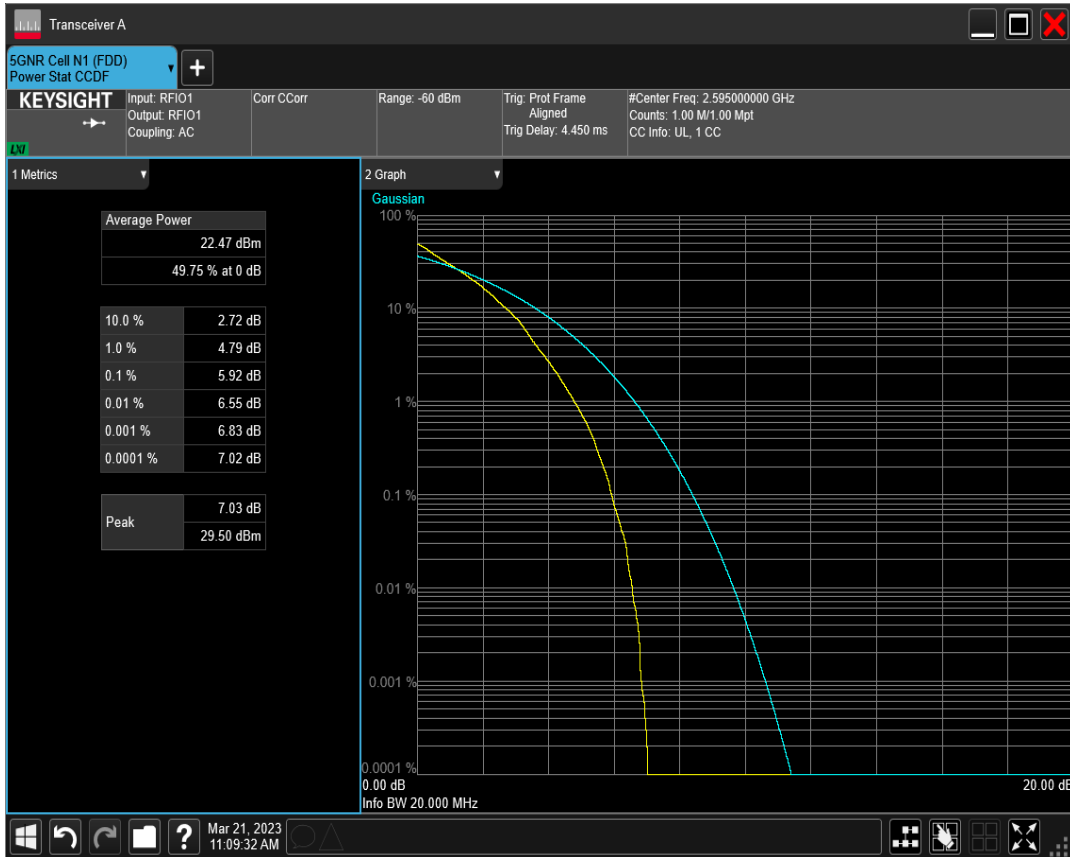 Transceiver A
5GNR Cell N1 (FDD)
Power Stat CCDF
+
KEYSIGHT
LXI
Input: RFIO1
Output: RFIO1
Coupling: AC
Corr CCorr
Range: -60 dBm
Trig: Prot Frame
Aligned
Trig Delay: 4.450 ms
#Center Freq: 2.595000000 GHz
Counts: 1.00 M/1.00 Mpt
CC Info: UL, 1 CC
1 Metrics
Average Power
22.47 dBm
49.75 % at 0 dB
10.0 % 2.72 dB
1.0 % 4.79 dB
0.1 % 5.92 dB
0.01 % 6.55 dB
0.001 % 6.83 dB
0.0001 % 7.02 dB
Peak 7.03 dB
29.50 dBm
2 Graph
Gaussian
100 %
10 %
1 %
0.1 %
0.01 %
0.001 %
0.0001 %
0.00 dB 20.00 dB
Info BW 20.000 MHz
?
Mar 21, 2023
11:09:32 AM